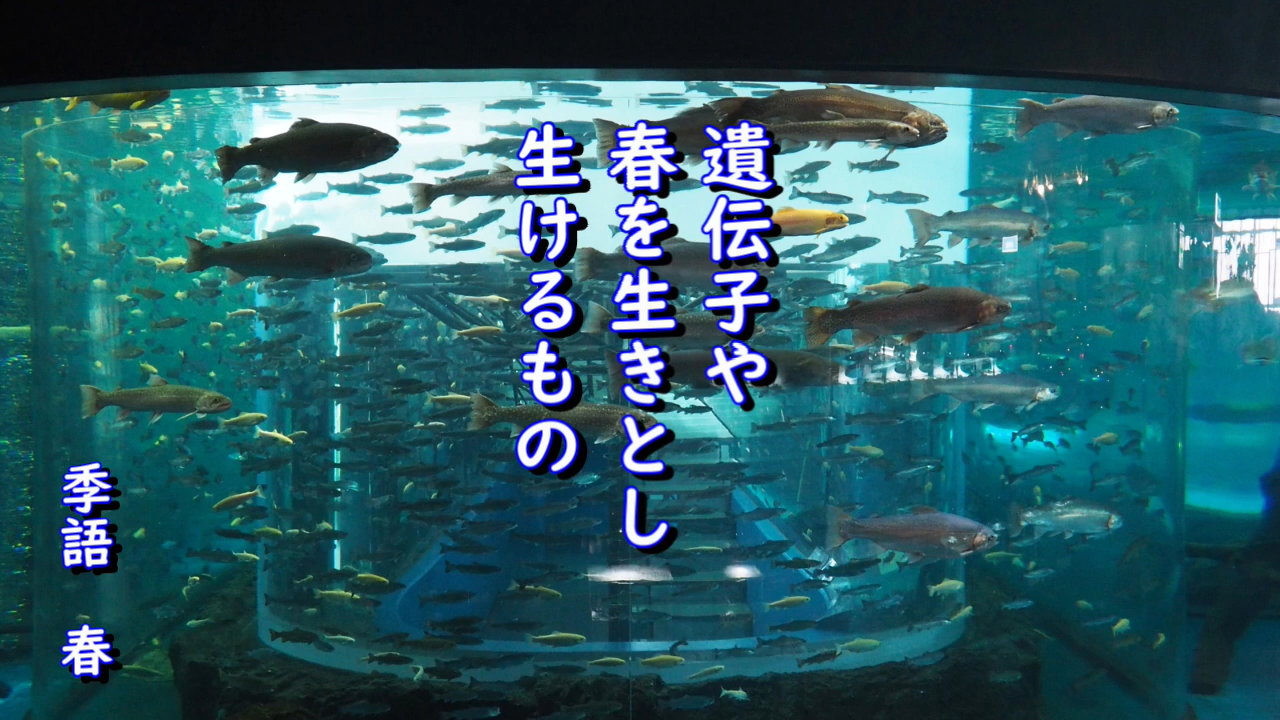 遺伝子や
春を生きとし
生けるもの
季語 春